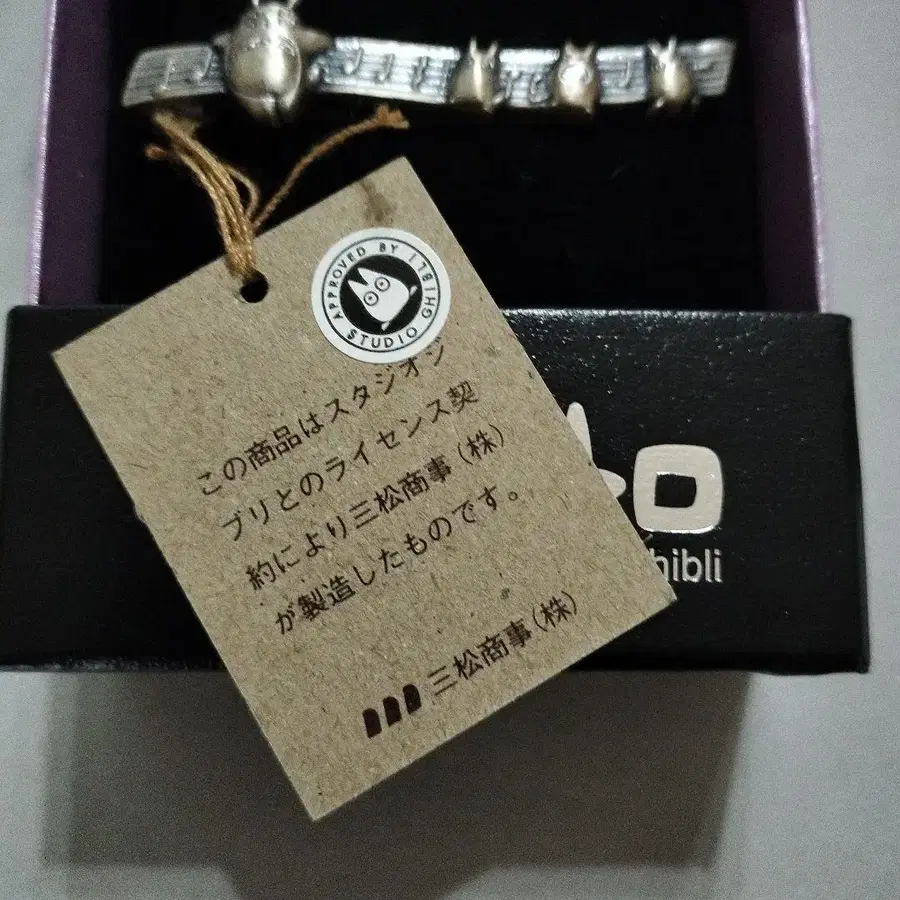 APPROVED BY GHIBLI
STUDIO
この商品はスタジオジ
ブリとのライセンス契
約により三松商事(株)
が製造したものです。
三松商事(株)
hibli